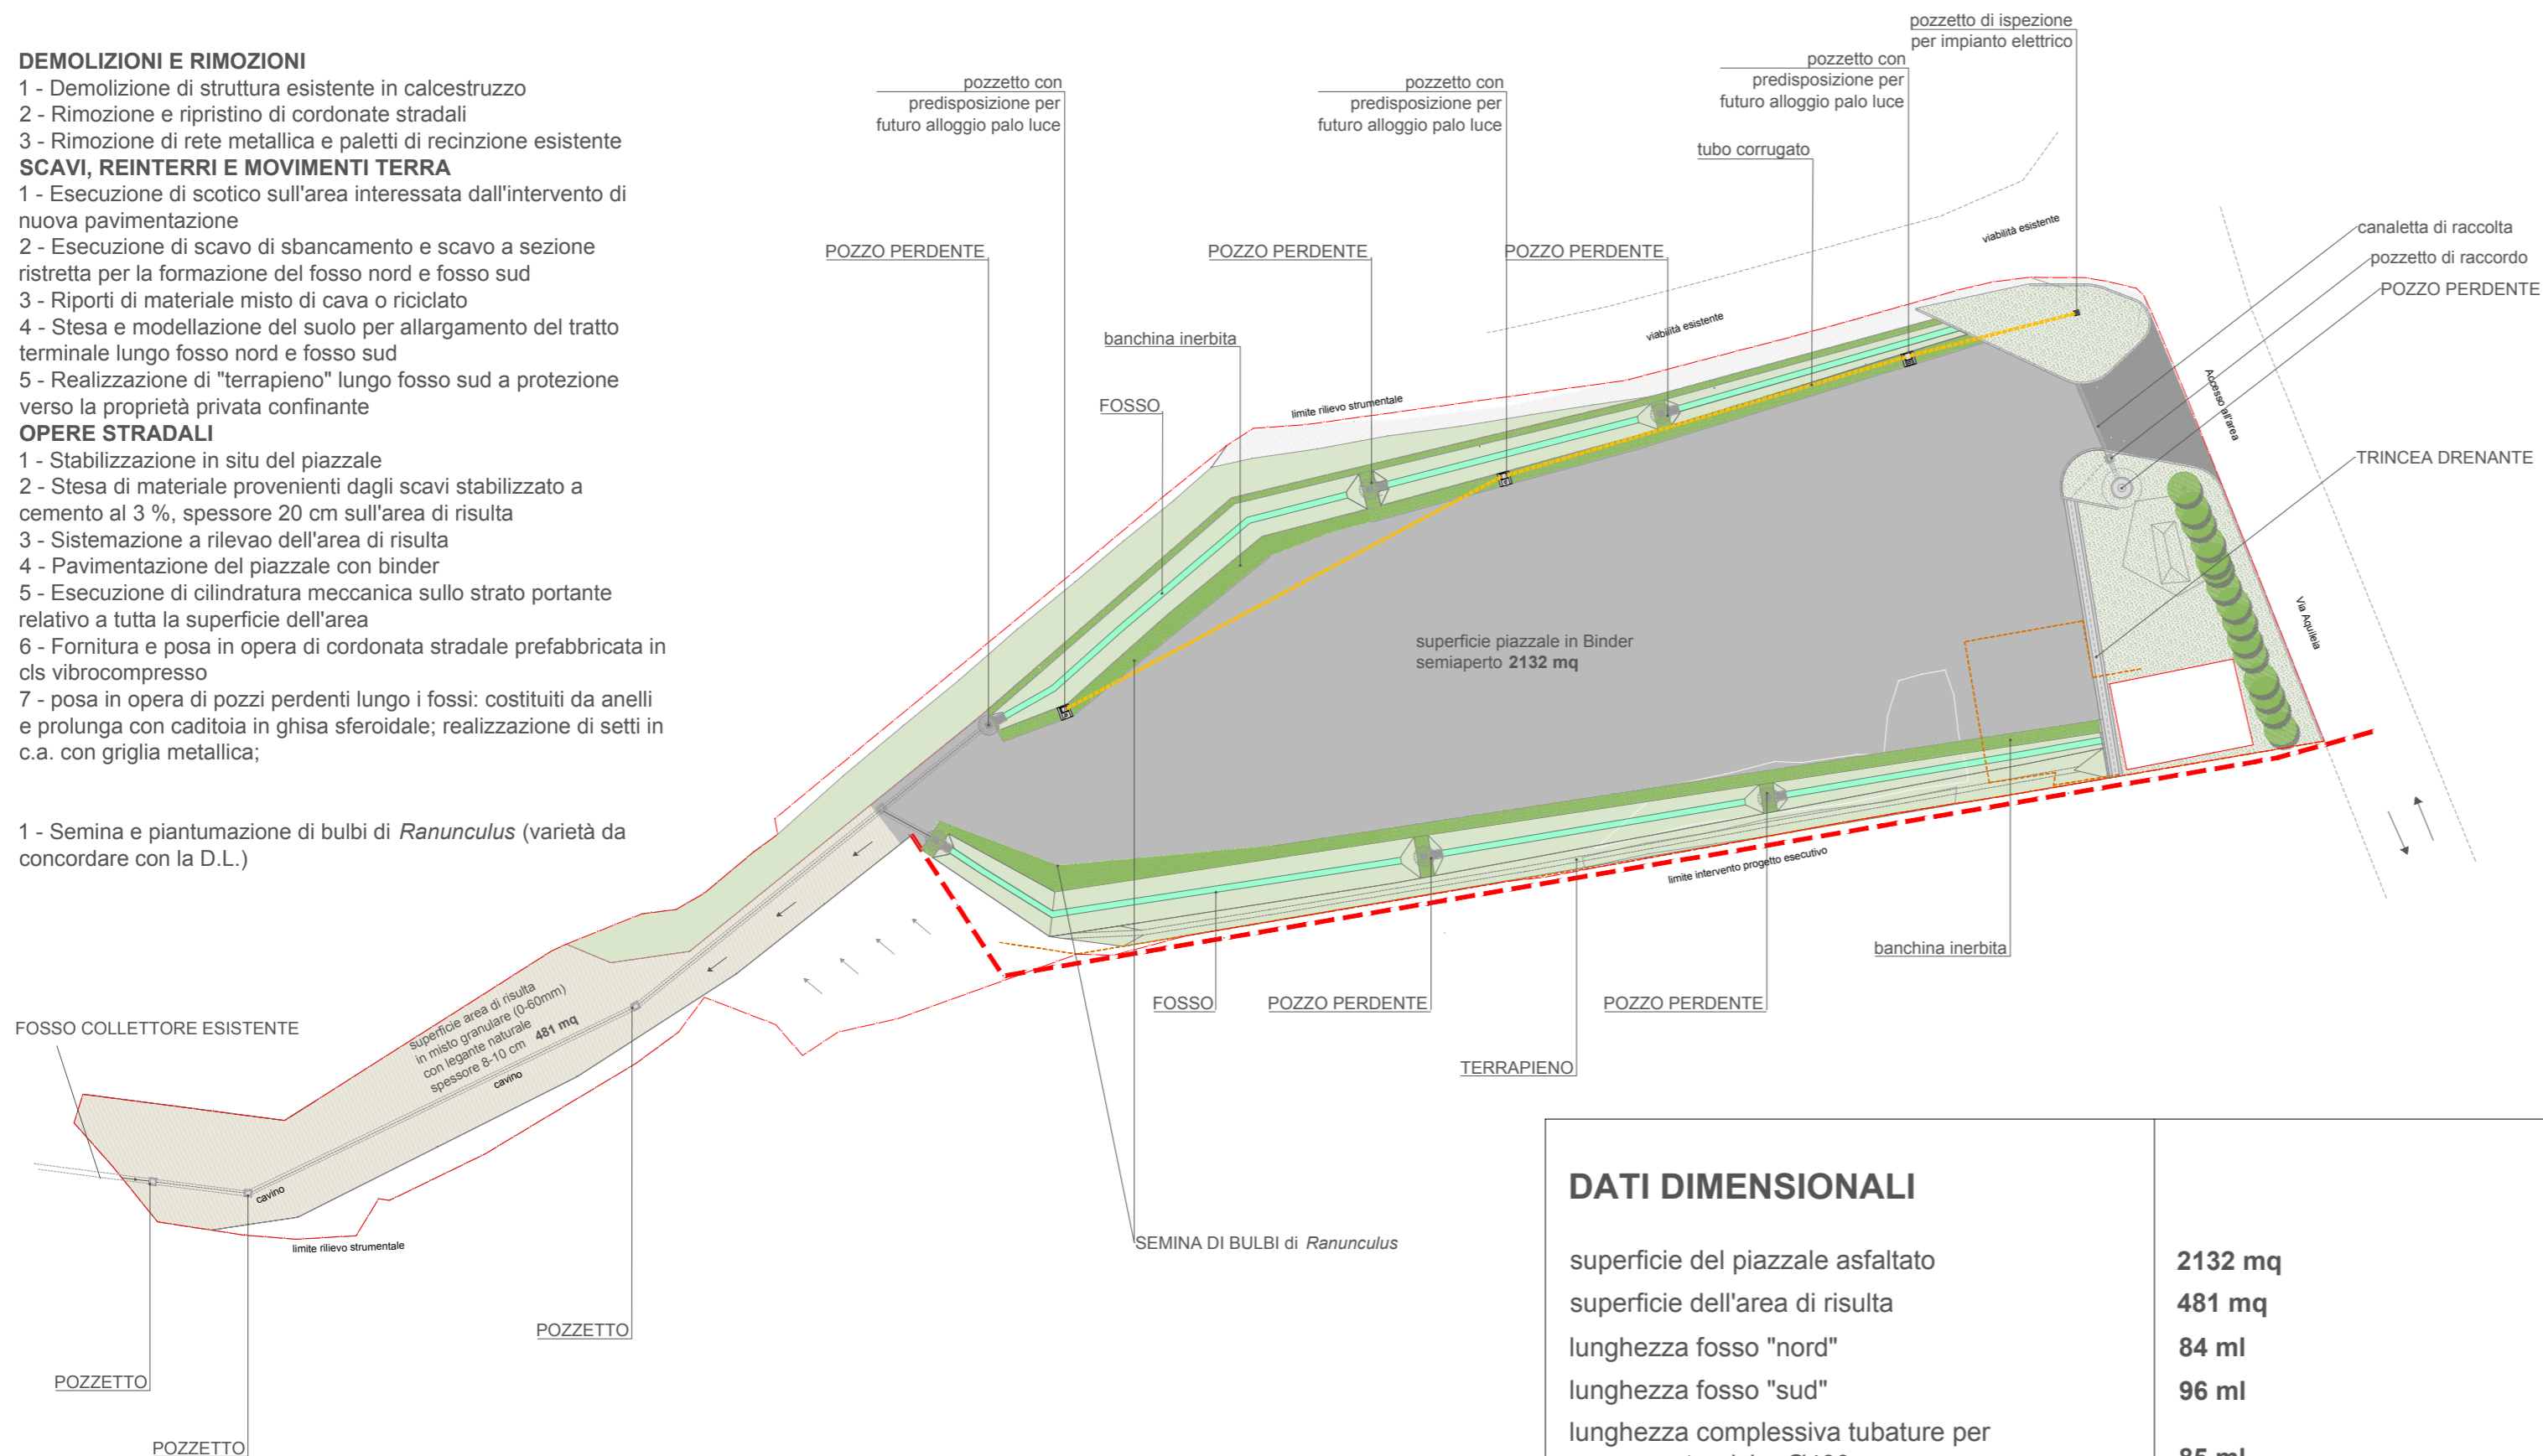 DEMOLIZIONI E RIMOZIONI
1 - Demolizione di struttura esistente in calcestruzzo
2 - Rimozione e ripristino di cordonate stradali
3 - Rimozione di rete metallica e paletti di recinzione esistente
SCAVI, REINTERRI E MOVIMENTI TERRA
1 - Esecuzione di scotico sull'area interessata dall'intervento di
nuova pavimentazione
2 - Esecuzione di scavo di sbancamento e scavo a sezione
ristretta per la formazione del fosso nord e fosso sud
3 - Riporti di materiale misto di cava o riciclato
4 - Stesa e modellazione del suolo per allargamento del tratto
terminale lungo fosso nord e fosso sud
5 - Realizzazione di "terrapieno" lungo fosso sud a protezione
verso la proprietà privata confinante
OPERE STRADALI
1 - Stabilizzazione in situ del piazzale
2 - Stesa di materiale provenienti dagli scavi stabilizzato a
cemento al 3 %, spessore 20 cm sull'area di risulta
3 - Sistemazione a rilevao dell'area di risulta
4 - Pavimentazione del piazzale con binder
5 - Esecuzione di cilindratura meccanica sullo strato portante
relativo a tutta la superficie dell'area
6 - Fornitura e posa in opera di cordonata stradale prefabbricata in
cls vibrocompresso
7 - posa in opera di pozzi perdenti lungo i fossi: costituiti da anelli
e prolunga con caditoia in ghisa sferoidale; realizzazione di setti in
c.a. con griglia metallica;
1 - Semina e piantumazione di bulbi di Ranunculus (varietà da
concordare con la D.L.)
pozzetto con
predisposizione per
futuro alloggio palo luce
pozzetto con
predisposizione per
futuro alloggio palo luce
pozzetto con
predisposizione per
futuro alloggio palo luce
pozzetto di ispezione
per impianto elettrico
tubo corrugato
POZZO PERDENTE
POZZO PERDENTE
POZZO PERDENTE
banchina inerbita
FOSSO
limite rilievo strumentale
viabilità esistente
viabilità esistente
canaletta di raccolta
pozzetto di raccordo
POZZO PERDENTE
Accesso all'area
TRINCEA DRENANTE
Via Aquileia
superficie piazzale in Binder
semiaperto 2132 mq
limite intervento progetto esecutivo
banchina inerbita
FOSSO
POZZO PERDENTE
POZZO PERDENTE
TERRAPIENO
SEMINA DI BULBI di Ranunculus
superficie area di risulta
in misto granulare (0-60mm)
con legante naturale
spessore 8-10 cm 481 mq
cavino
FOSSO COLLETTORE ESISTENTE
cavino
limite rilievo strumentale
POZZETTO
POZZETTO
POZZETTO
DATI DIMENSIONALI
superficie del piazzale asfaltato 2132 mq
superficie dell'area di risulta 481 mq
lunghezza fosso "nord" 84 ml
lunghezza fosso "sud" 96 ml
lunghezza complessiva tubature per
85 ml